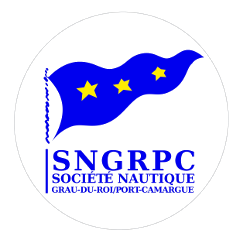 SNGRPC
SOCIÉTÉ NAUTIQUE
GRAU-DU-ROI/PORT-CAMARGUE